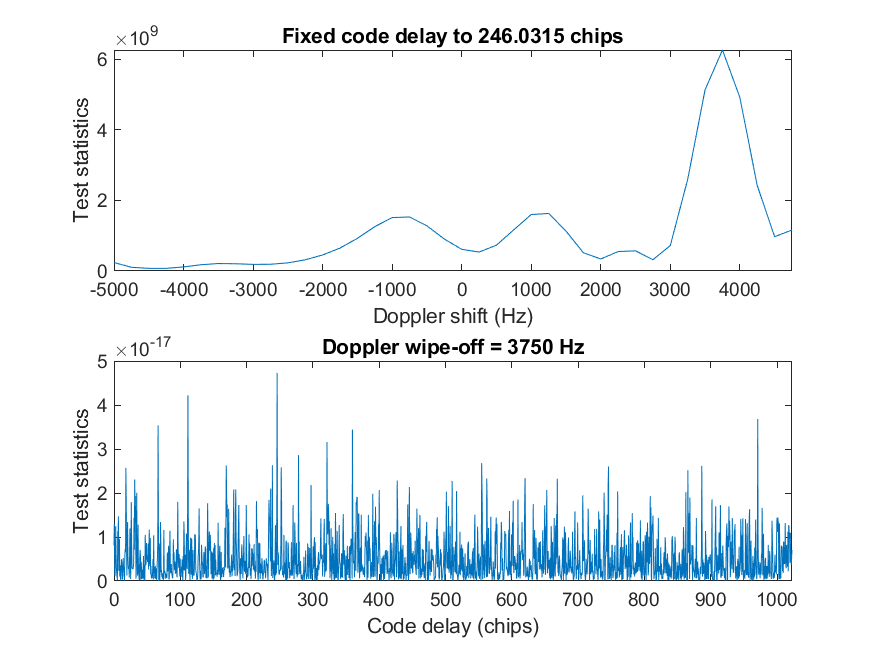 ×10^9
Fixed code delay to 246.0315 chips
6
4
2
0
Test statistics
-5000 -4000 -3000 -2000 -1000 0 1000 2000 3000 4000
Doppler shift (Hz)
×10^-17
Doppler wipe-off = 3750 Hz
5
4
3
2
1
0
Test statistics
0 100 200 300 400 500 600 700 800 900 1000
Code delay (chips)